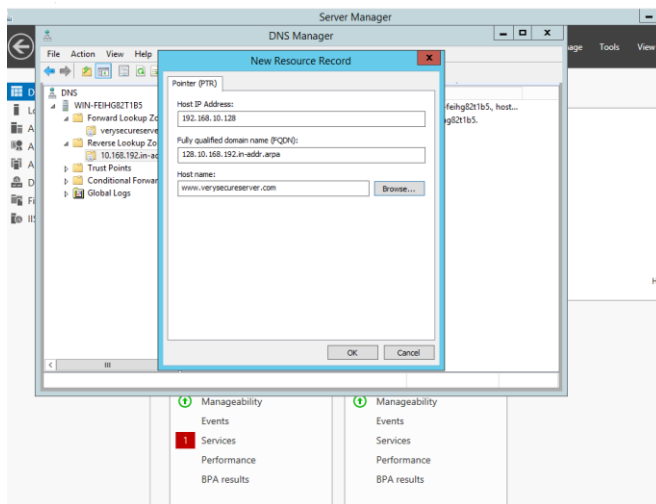 Server Manager
DNS Manager
Tools
View
File Action View Help
New Resource Record
X
Pointer (PTR)
Host IP Address:
192.168.10.128
Fully qualified domain name (FQDN):
128.10.168.192.in-addr.arpa
Host name:
www.verysecureserver.com
Browse...
OK
Cancel
DNS
WIN-FEIHG82T1B5
Forward Lookup Zo
verysecureserve
Reverse Lookup Zo
10.168.192.in-ad
Trust Points
Conditional Forwar
Global Logs
-feihg82t1b5., host...
g82t1b5.
Manageability
Events
1 Services
Performance
BPA results
Manageability
Events
Services
Performance
BPA results